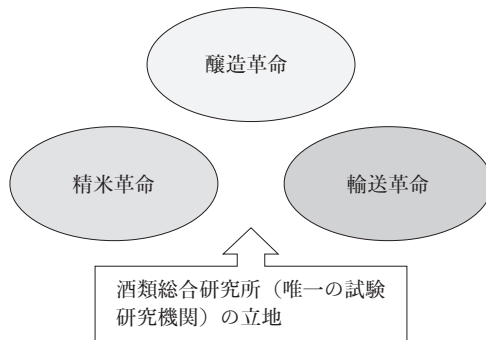 醸造革命
精米革命
輸送革命
酒類総合研究所（唯一の試験
研究機関）の立地